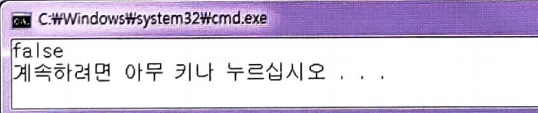 C:₩Windows₩system32₩cmd.exe
false
계속하려면 아무 키나 누르십시오 . . .